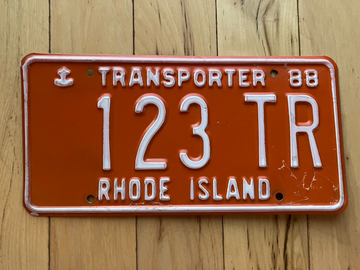 TRANSPORTER 88
123 TR
RHODE ISLAND